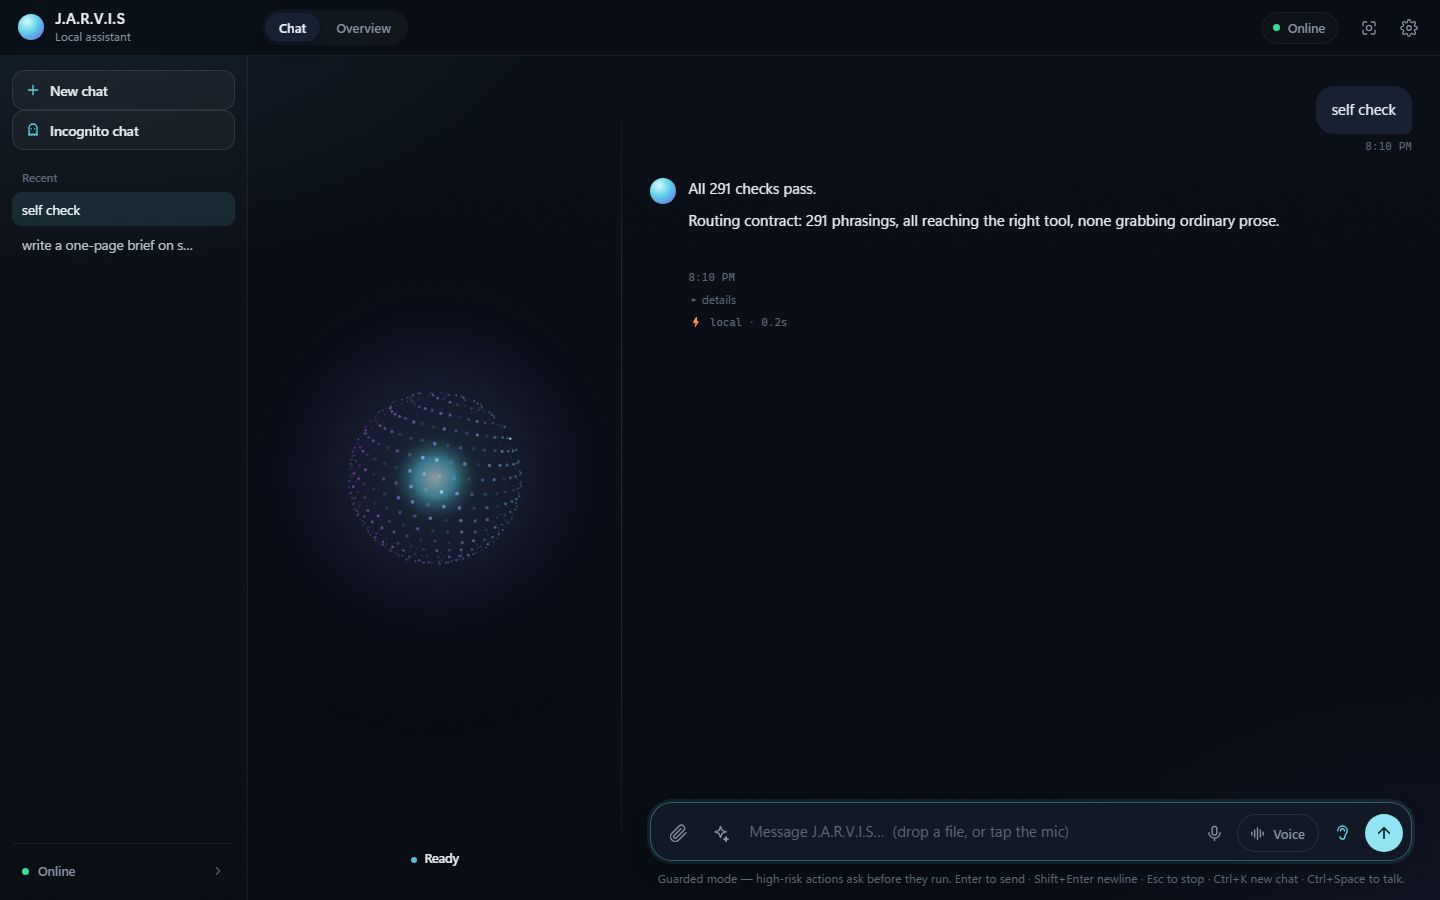 J.A.R.V.I.S
Local assistant
Chat
Overview
Online
New chat
Incognito chat
Recent
self check
write a one-page brief on s...
Online
Ready
self check
8:10 PM
All 291 checks pass.
Routing contract: 291 phrasings, all reaching the right tool, none grabbing ordinary prose.
8:10 PM
▸ details
local · 0.2s
Message J.A.R.V.I.S... (drop a file, or tap the mic)
Voice
Guarded mode — high-risk actions ask before they run. Enter to send · Shift+Enter newline · Esc to stop · Ctrl+K new chat · Ctrl+Space to talk.